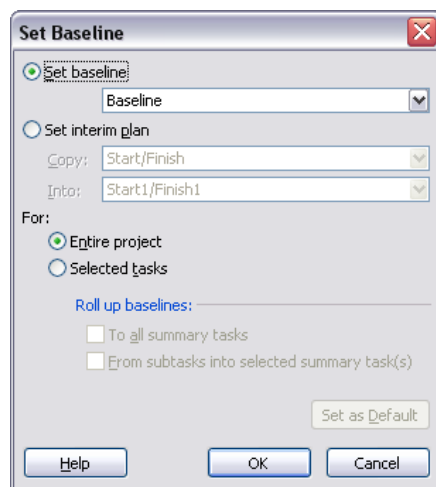 Set Baseline
Set baseline
Baseline
Set interim plan
Copy: Start/Finish
Into: Start1/Finish1
For:
Entire project
Selected tasks
Roll up baselines:
To all summary tasks
From subtasks into selected summary task(s)
Set as Default
Help OK Cancel